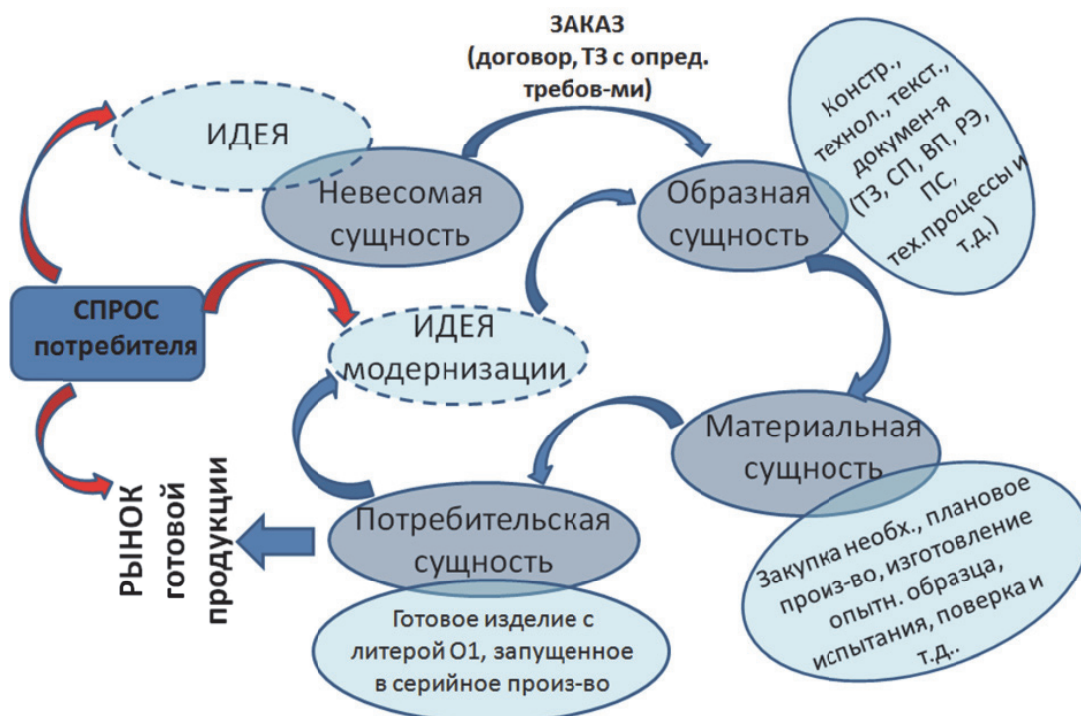 ЗАКАЗ
(договор, ТЗ с опред.
требов-ми)
ИДЕЯ
Невесомая
сущность
Образная
сущность
Констр.,
технол., текст.,
докумен-я
(ТЗ, СП, ВП, РЭ,
ПС,
тех.процессы и
т.д.)
СПРОС
потребителя
ИДЕЯ
модернизации
Материальная
сущность
Закупка необх., плановое
произ-во, изготовление
опытн. образца,
испытания, поверка и
т.д..
РЫНОК
готовой
продукции
Потребительская
сущность
Готовое изделие с
литерой О1, запущенное
в серийное произ-во